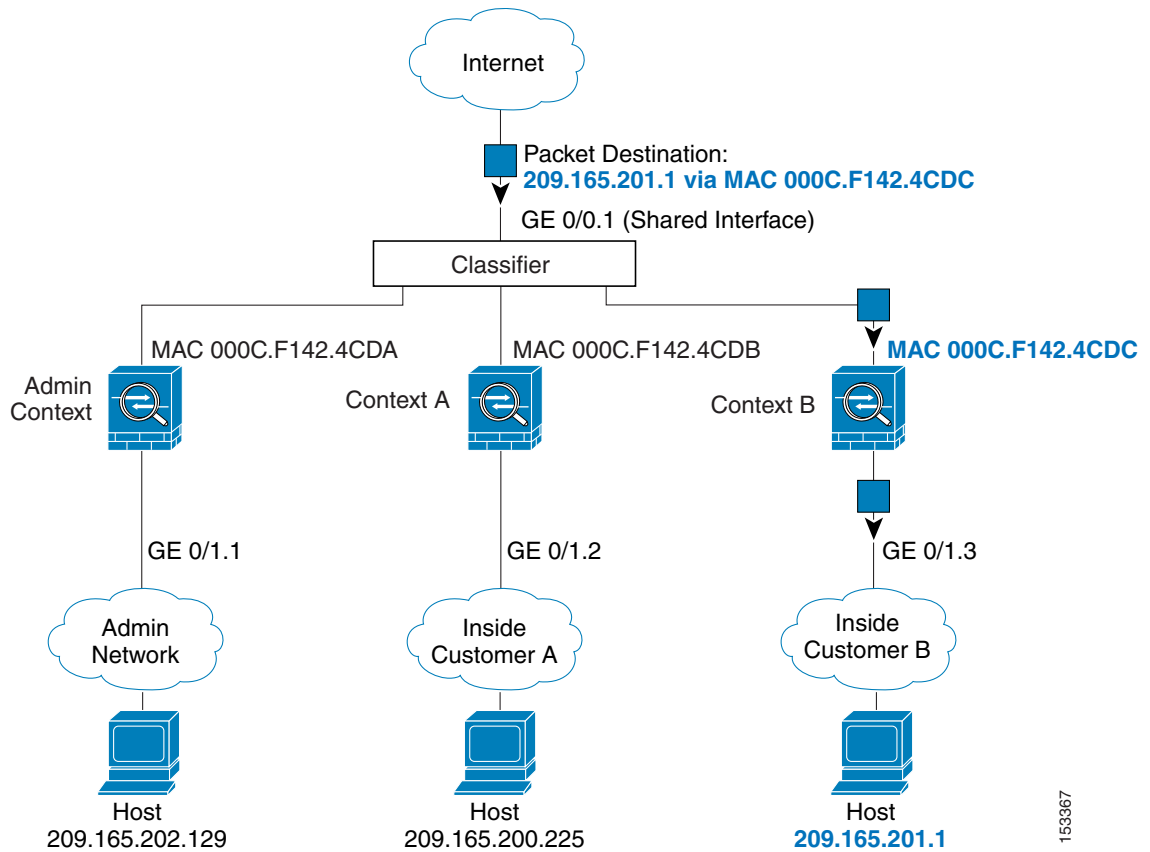 Internet
Packet Destination:
209.165.201.1 via MAC 000C.F142.4CDC
GE 0/0.1 (Shared Interface)
Classifier
MAC 000C.F142.4CDA
MAC 000C.F142.4CDB
MAC 000C.F142.4CDC
Admin
Context
Context A
Context B
GE 0/1.1
GE 0/1.2
GE 0/1.3
Admin
Network
Inside
Customer A
Inside
Customer B
Host
209.165.202.129
Host
209.165.200.225
Host
209.165.201.1
153367